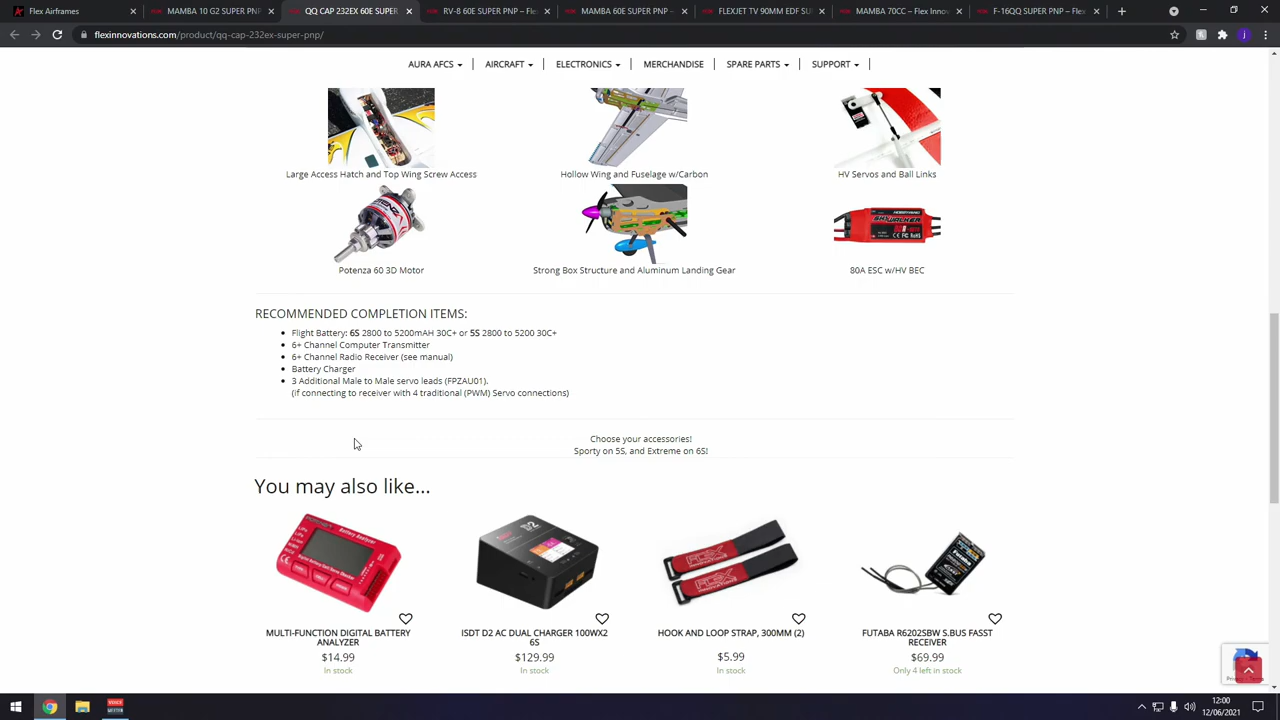 Flex Airframes
MAMBA 10 G2 SUPER PNP
QQ CAP 232EX 60E SUPER
RV-8 60E SUPER PNP – Flex
MAMBA 60E SUPER PNP –
FLEXJET TV 90MM EDF SU
MAMBA 70CC – Flex Innov
F-16QQ SUPER PNP – Flex
flexinnovations.com/product/qq-cap-232ex-super-pnp/
AURA AFCS
AIRCRAFT
ELECTRONICS
MERCHANDISE
SPARE PARTS
SUPPORT
Large Access Hatch and Top Wing Screw Access
Hollow Wing and Fuselage w/Carbon
HV Servos and Ball Links
Potenza 60 3D Motor
Strong Box Structure and Aluminum Landing Gear
80A ESC w/HV BEC
RECOMMENDED COMPLETION ITEMS:
Flight Battery: 6S 2800 to 5200mAH 30C+ or 5S 2800 to 5200 30C+
6+ Channel Computer Transmitter
6+ Channel Radio Receiver (see manual)
Battery Charger
3 Additional Male to Male servo leads (FPZAU01).
(if connecting to receiver with 4 traditional (PWM) Servo connections)
Choose your accessories!
Sporty on 5S, and Extreme on 6S!
You may also like...
MULTI-FUNCTION DIGITAL BATTERY
ANALYZER
$14.99
In stock
ISDT D2 AC DUAL CHARGER 100WX2
6S
$129.99
In stock
HOOK AND LOOP STRAP, 300MM (2)
$5.99
In stock
FUTABA R6202SBW S.BUS FASST
RECEIVER
$69.99
Only 4 left in stock
12:00
12/06/2021